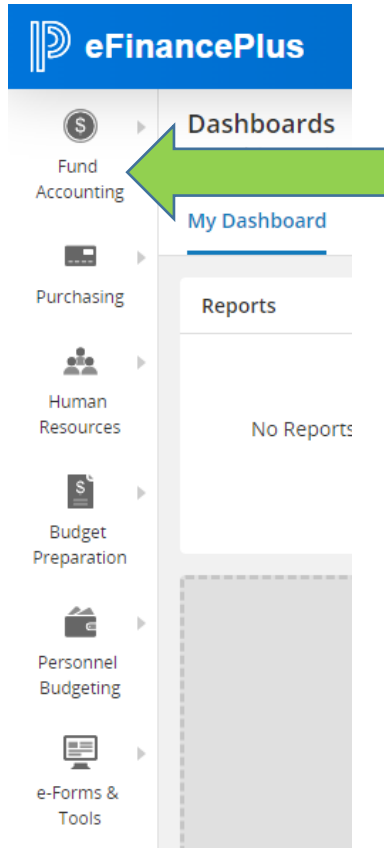 eFinancePlus
Fund
Accounting
Dashboards
My Dashboard
Purchasing
Reports
Human
Resources
No Reports
Budget
Preparation
Personnel
Budgeting
e-Forms &
Tools